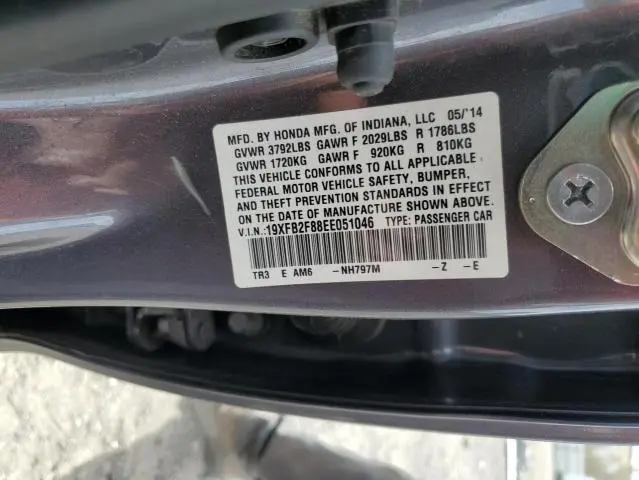 MFD. BY HONDA MFG. OF INDIANA, LLC 05/'14
GVWR 3792LBS GAWR F 2029LBS R 1786LBS
GVWR 1720KG GAWR F 920KG R 810KG
THIS VEHICLE CONFORMS TO ALL APPLICABLE
FEDERAL MOTOR VEHICLE SAFETY, BUMPER,
AND THEFT PREVENTION STANDARDS IN EFFECT
ON THE DATE OF MANUFACTURE SHOWN ABOVE.
V.I.N.:19XFB2F88EE051046 TYPE: PASSENGER CAR
TR3 E AM6 -NH797M -Z -E